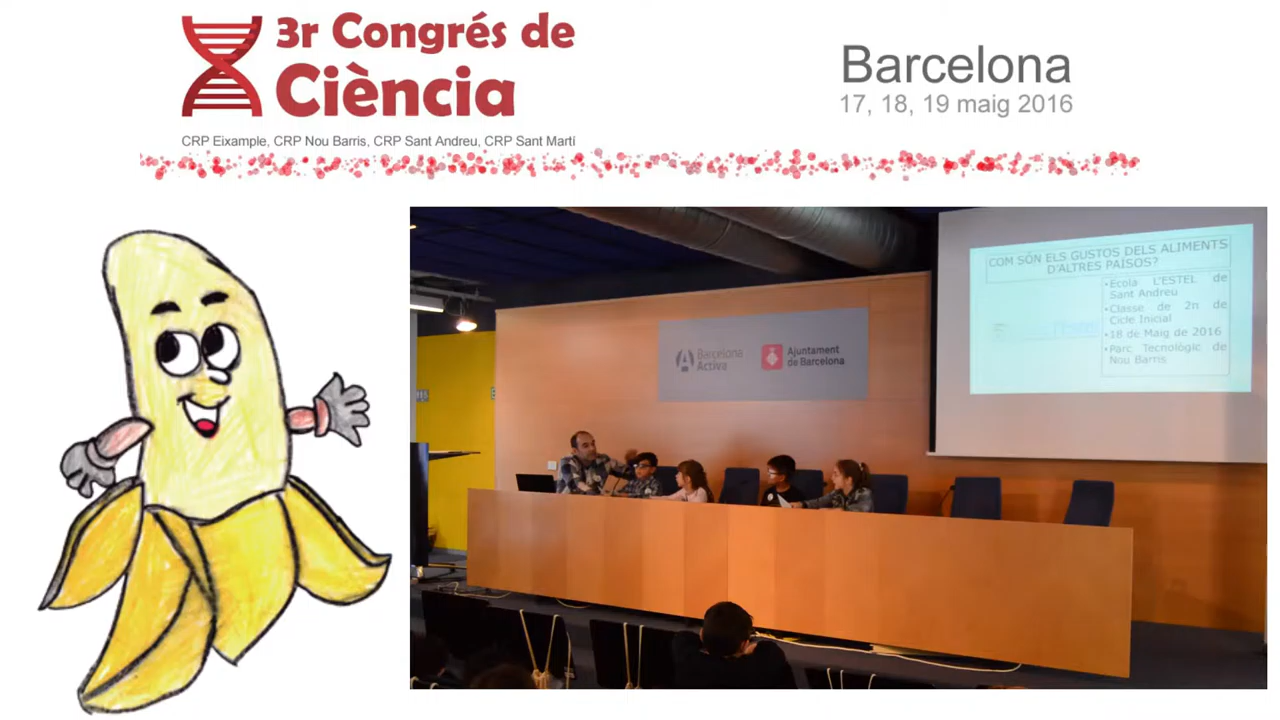 3r Congrés de
Ciència
CRP Eixample, CRP Nou Barris, CRP Sant Andreu, CRP Sant Martí
Barcelona
17, 18, 19 maig 2016
Barcelona
Activa
Ajuntament
de Barcelona
COM SÓN ELS GUSTOS DELS ALIMENTS
D'ALTRES PAÏSOS?
•Escola L'ESTEL de
Sant Andreu
•Classe de 2n de
Cicle Inicial
•18 de Maig de 2016
•Parc Tecnològic de
Nou Barris